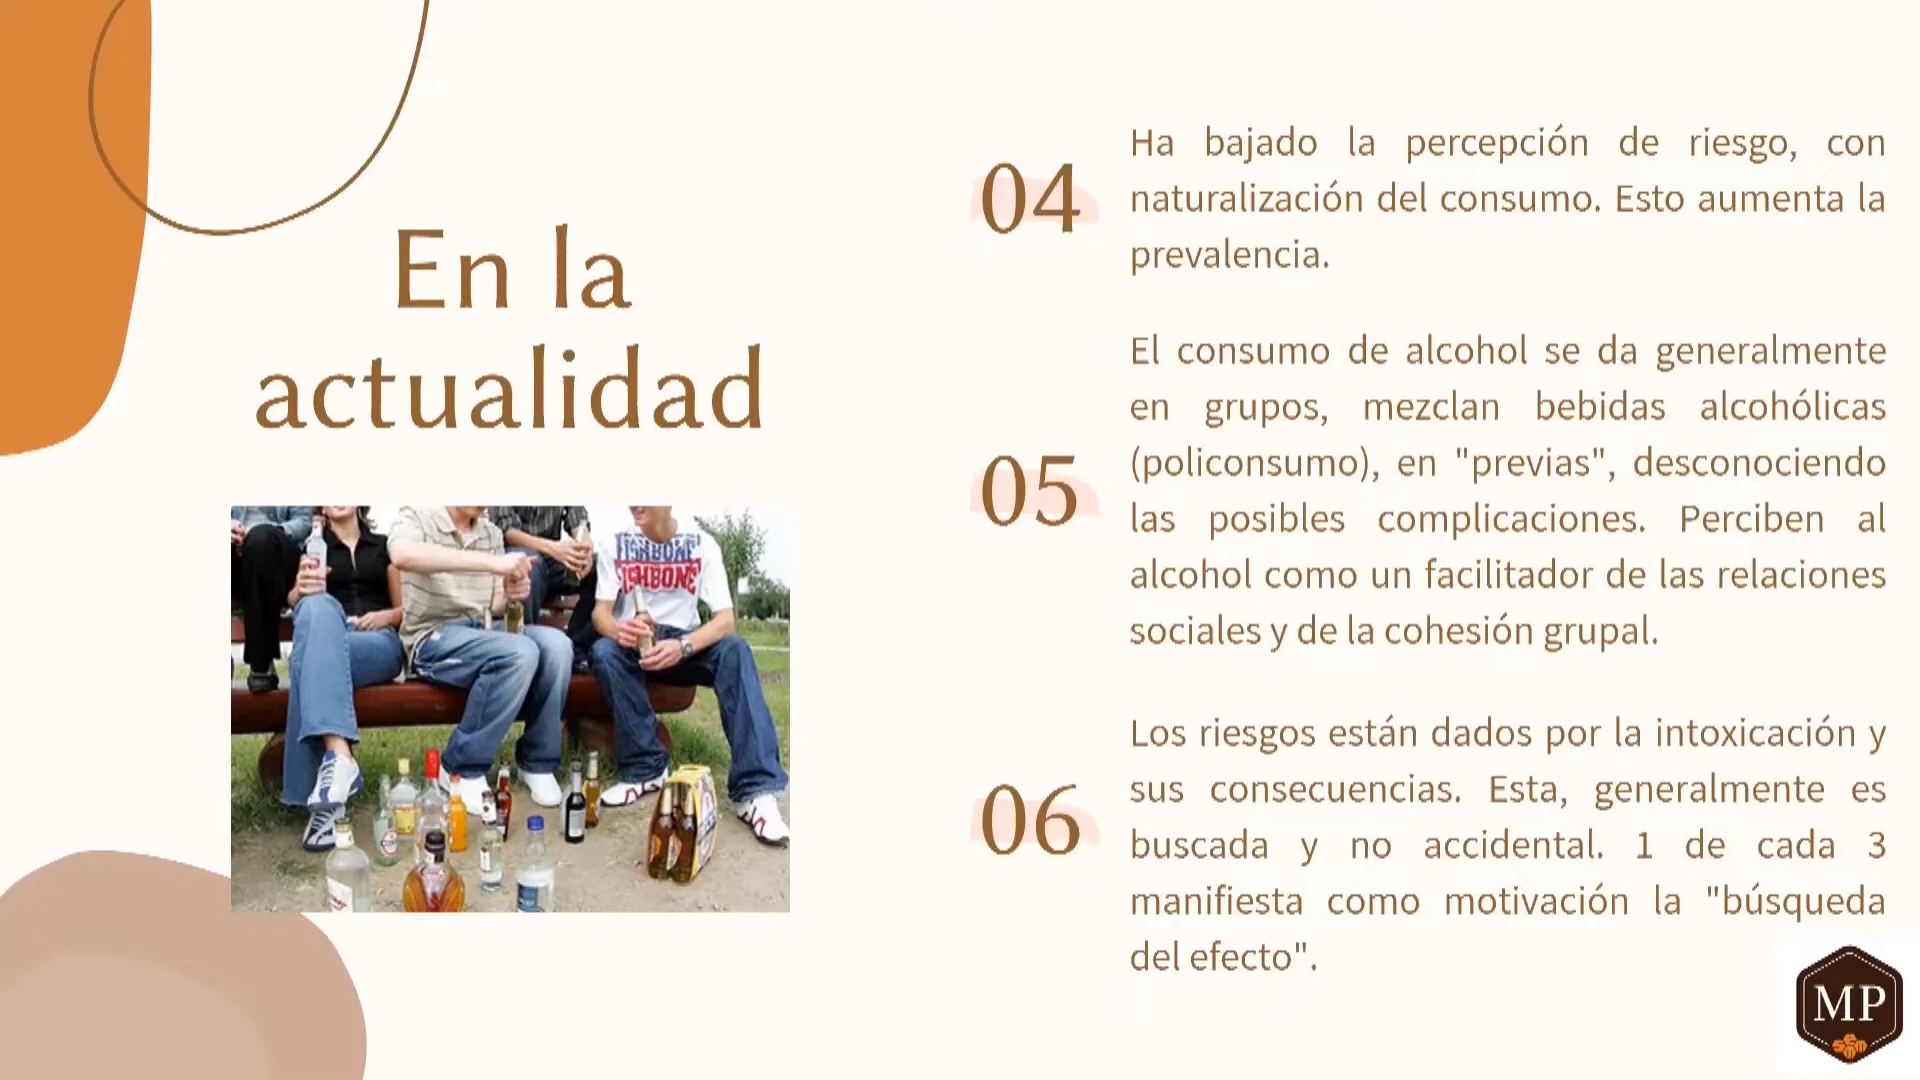 En la
actualidad
04
Ha bajado la percepción de riesgo, con
naturalización del consumo. Esto aumenta la
prevalencia.
05
El consumo de alcohol se da generalmente
en grupos, mezclan bebidas alcohólicas
(policonsumo), en "previas", desconociendo
las posibles complicaciones. Perciben al
alcohol como un facilitador de las relaciones
sociales y de la cohesión grupal.
06
Los riesgos están dados por la intoxicación y
sus consecuencias. Esta, generalmente es
buscada y no accidental. 1 de cada 3
manifiesta como motivación la "búsqueda
del efecto".
FISHBONE
FISHBONE
MP